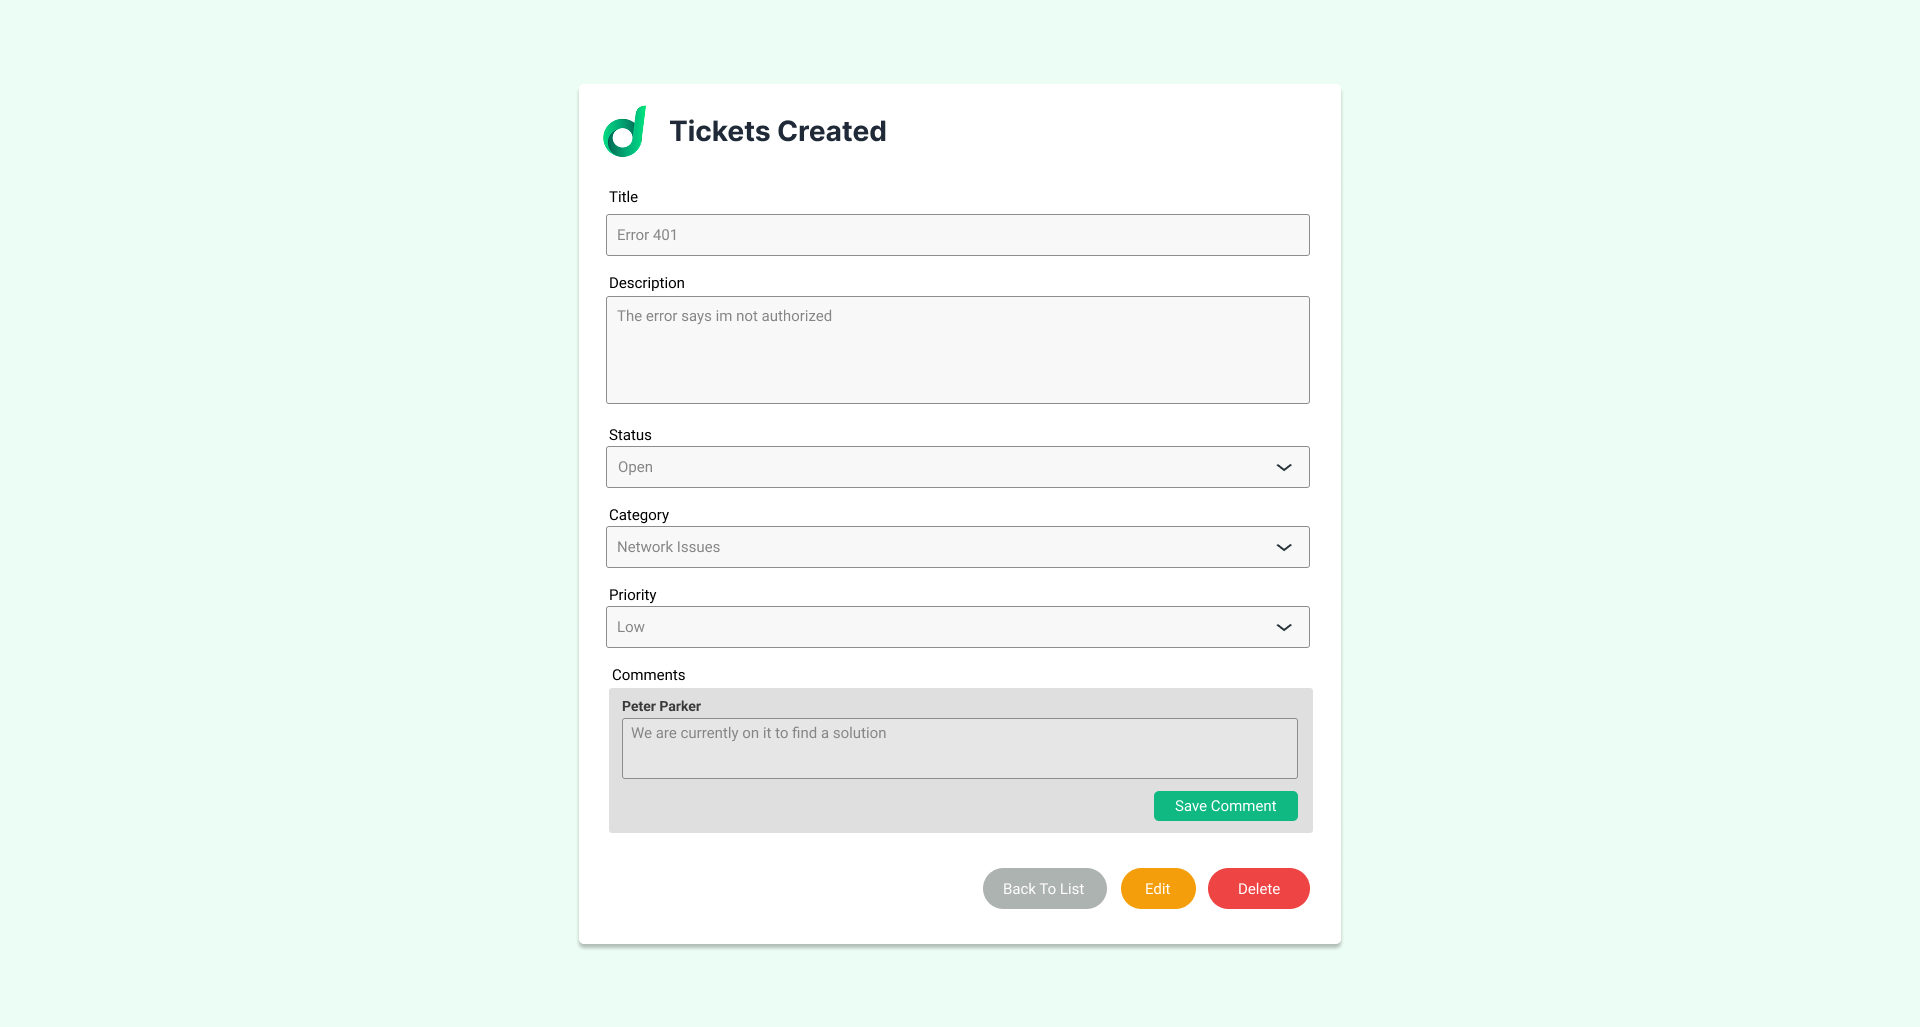 Tickets Created
Title
Error 401
Description
The error says im not authorized
Status
Open
Category
Network Issues
Priority
Low
Comments
Peter Parker
We are currently on it to find a solution
Save Comment
Back To List
Edit
Delete